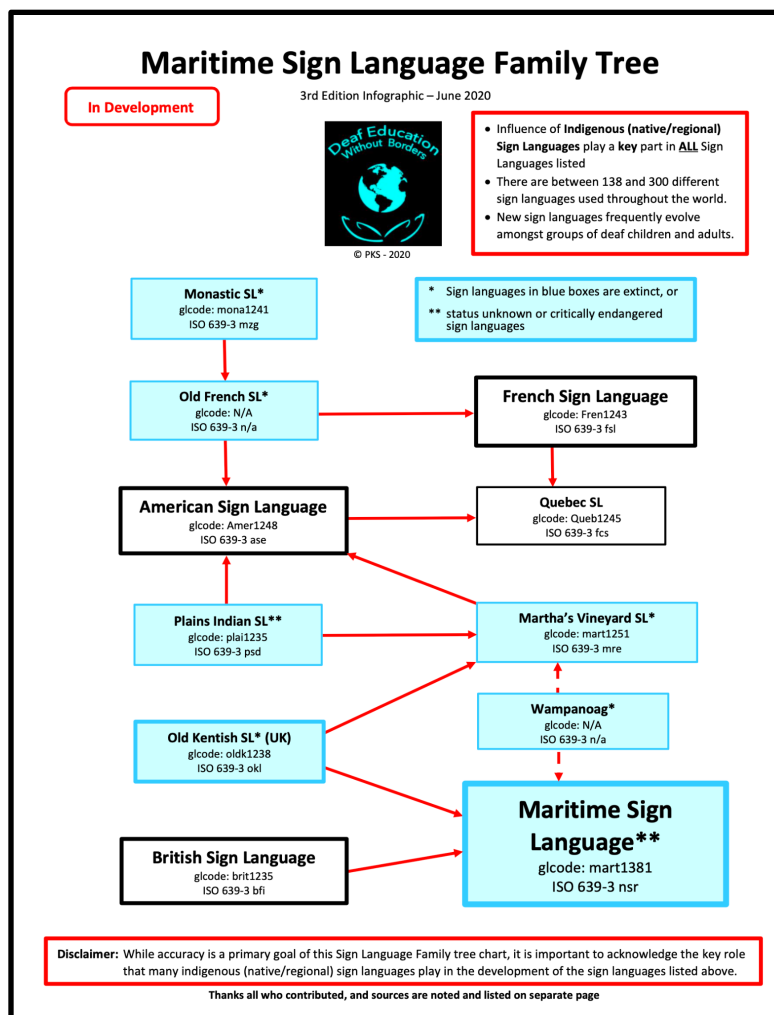 Maritime Sign Language Family Tree
3rd Edition Infographic – June 2020
In Development
Deaf Education
Without Borders
© PKS - 2020
• Influence of Indigenous (native/regional)
Sign Languages play a key part in ALL Sign
Languages listed
• There are between 138 and 300 different
sign languages used throughout the world.
• New sign languages frequently evolve
amongst groups of deaf children and adults.
Monastic SL*
glcode: mona1241
ISO 639-3 mzg
* Sign languages in blue boxes are extinct, or
** status unknown or critically endangered
sign languages
Old French SL*
glcode: N/A
ISO 639-3 n/a
French Sign Language
glcode: Fren1243
ISO 639-3 fsl
American Sign Language
glcode: Amer1248
ISO 639-3 ase
Quebec SL
glcode: Queb1245
ISO 639-3 fcs
Plains Indian SL**
glcode: plai1235
ISO 639-3 psd
Martha's Vineyard SL*
glcode: mart1251
ISO 639-3 mre
Wampanoag*
glcode: N/A
ISO 639-3 n/a
Old Kentish SL* (UK)
glcode: oldk1238
ISO 639-3 okl
Maritime Sign
Language**
glcode: mart1381
ISO 639-3 nsr
British Sign Language
glcode: brit1235
ISO 639-3 bfi
Disclaimer: While accuracy is a primary goal of this Sign Language Family tree chart, it is important to acknowledge the key role
that many indigenous (native/regional) sign languages play in the development of the sign languages listed above.
Thanks all who contributed, and sources are noted and listed on separate page